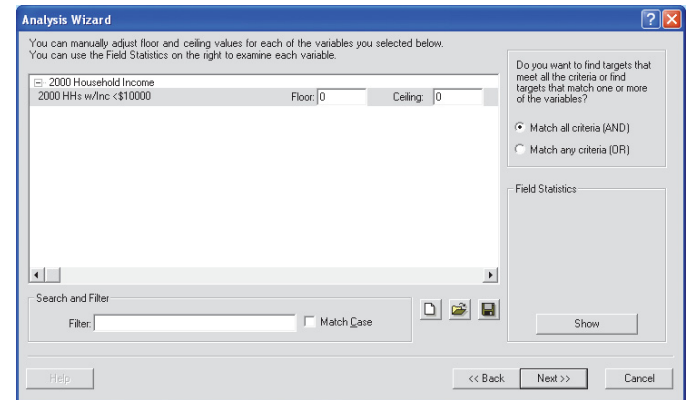 Analysis Wizard
You can manually adjust floor and ceiling values for each of the variables you selected below.
You can use the Field Statistics on the right to examine each variable.
2000 Household Income
2000 HHs w/Inc <$10000 Floor: 0 Ceiling: 0
Search and Filter
Filter: Match Case
Do you want to find targets that
meet all the criteria or find
targets that match one or more
of the variables?
Match all criteria (AND)
Match any criteria (OR)
Field Statistics
Show
Help << Back Next >> Cancel